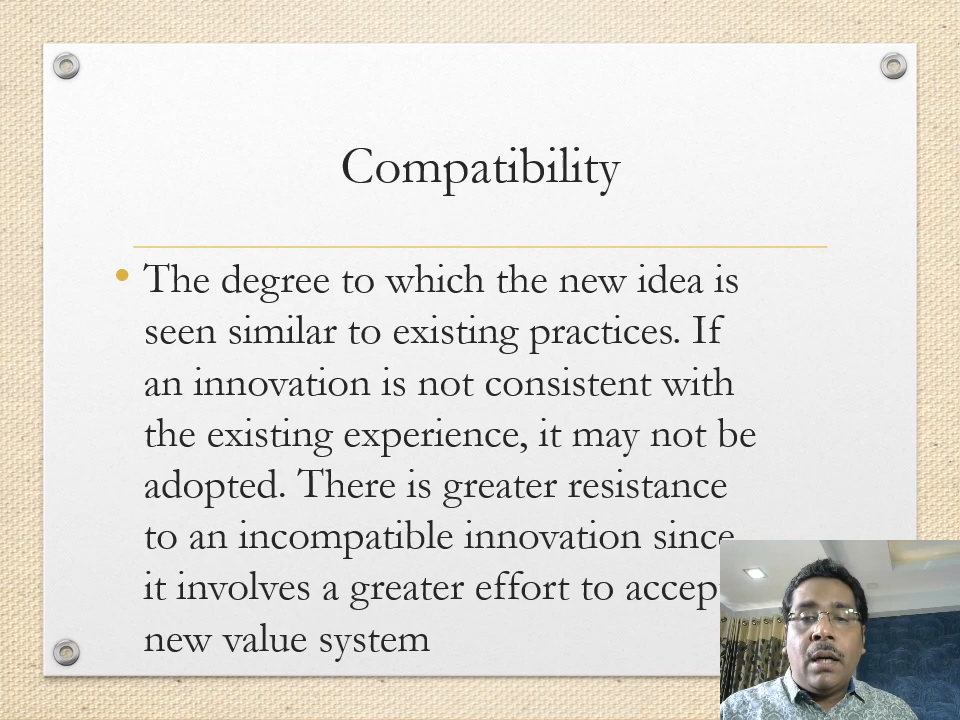 Compatibility
• The degree to which the new idea is
seen similar to existing practices. If
an innovation is not consistent with
the existing experience, it may not be
adopted. There is greater resistance
to an incompatible innovation since
it involves a greater effort to
new value system